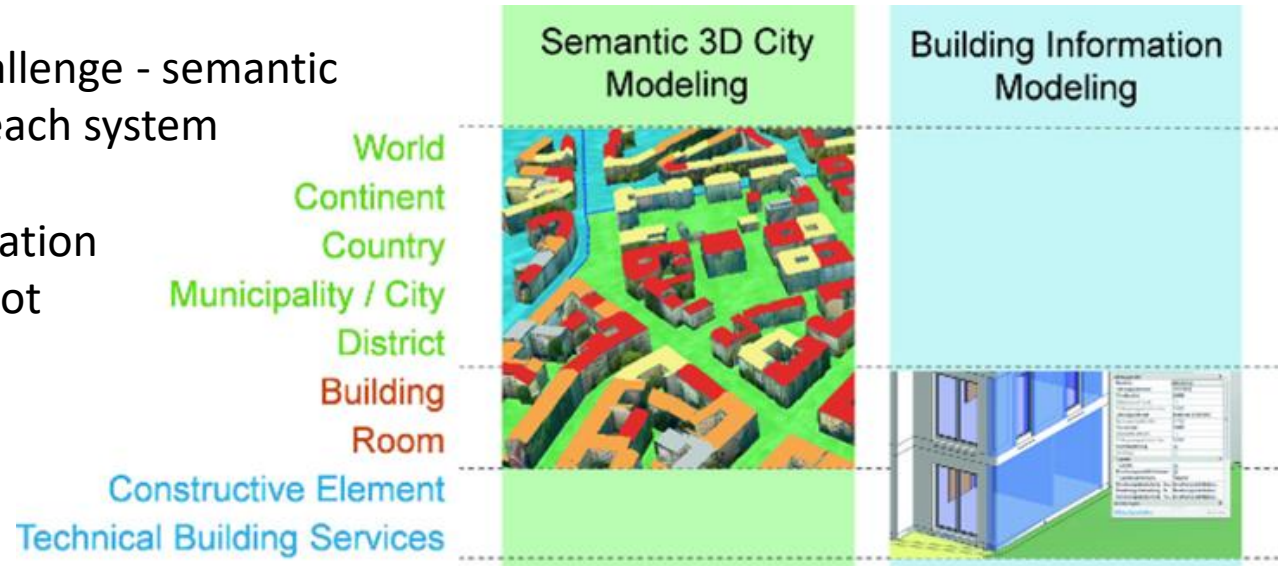 allenge - semantic
each system
ation
ot
Semantic 3D City
Modeling
Building Information
Modeling
World
Continent
Country
Municipality / City
District
Building
Room
Constructive Element
Technical Building Services